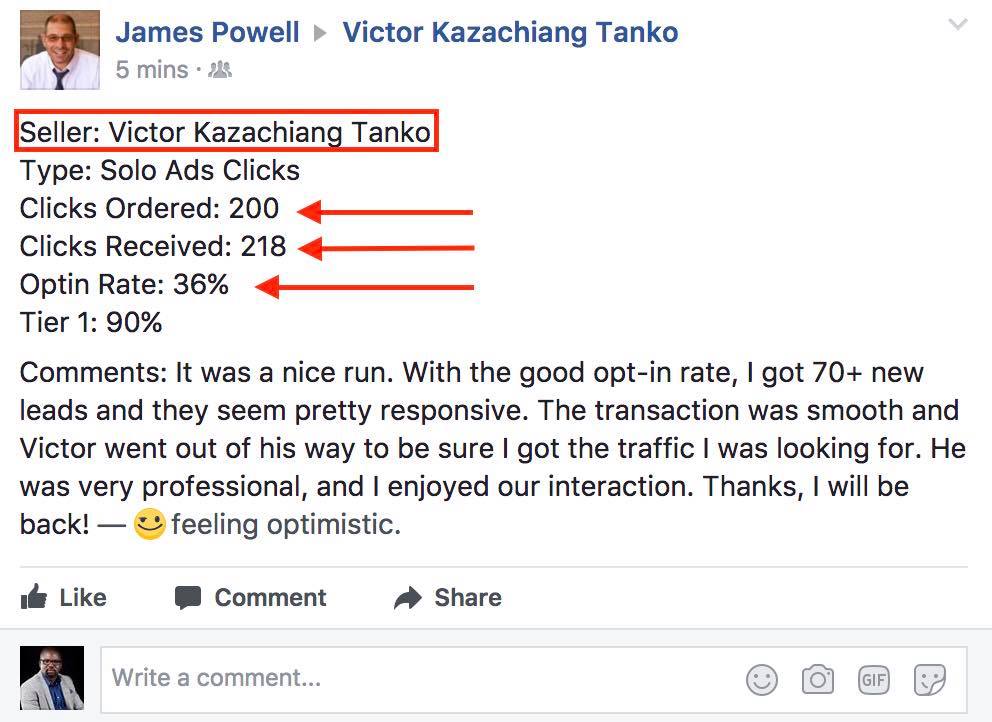 James Powell ▶ Victor Kazachiang Tanko
5 mins ·
Seller: Victor Kazachiang Tanko
Type: Solo Ads Clicks
Clicks Ordered: 200
Clicks Received: 218
Optin Rate: 36%
Tier 1: 90%
Comments: It was a nice run. With the good opt-in rate, I got 70+ new
leads and they seem pretty responsive. The transaction was smooth and
Victor went out of his way to be sure I got the traffic I was looking for. He
was very professional, and I enjoyed our interaction. Thanks, I will be
back! — feeling optimistic.
Like Comment Share
Write a comment... GIF